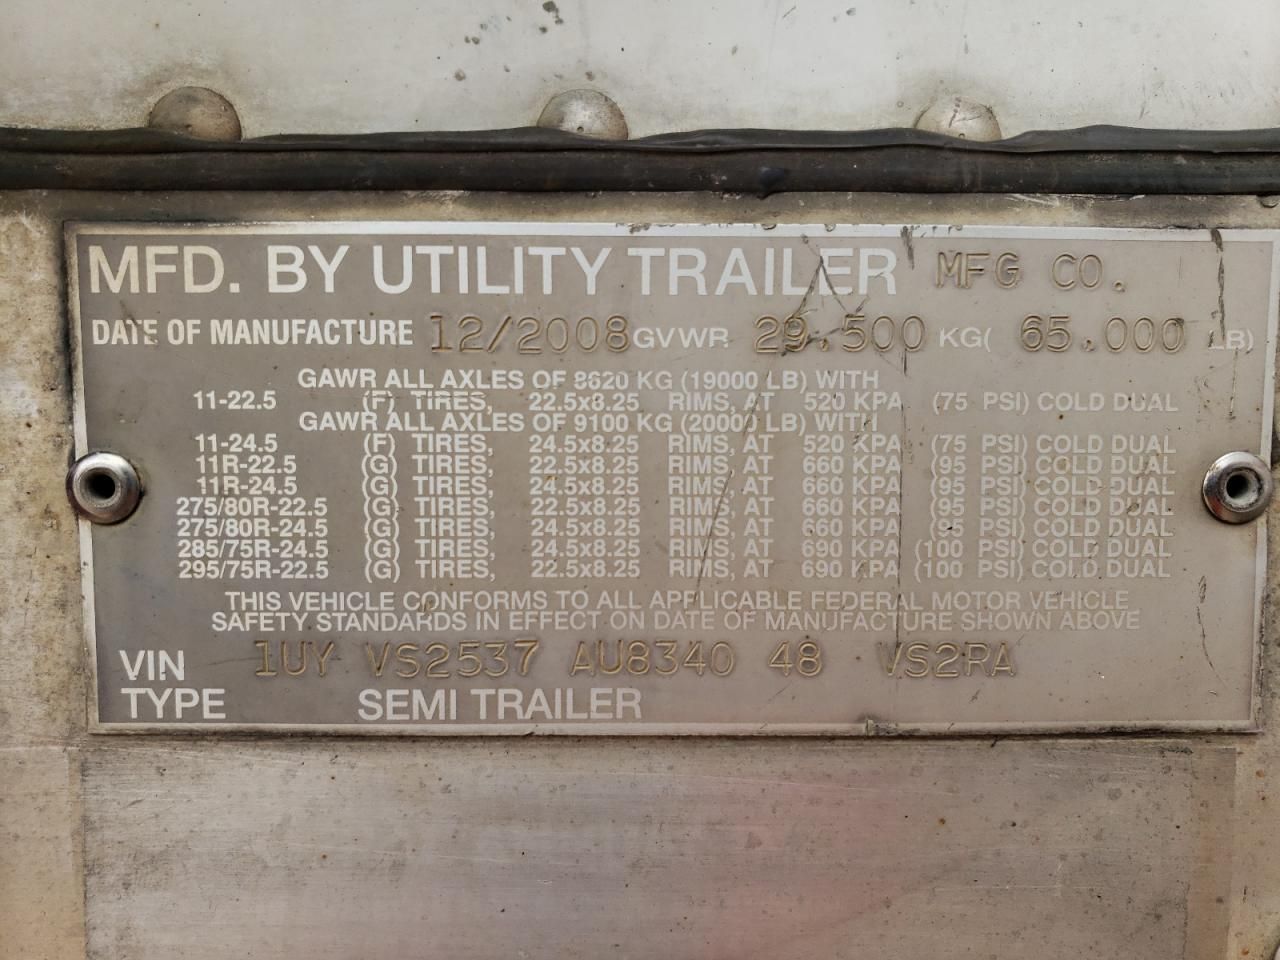 MFD. BY UTILITY TRAILER MFG CO.
DATE OF MANUFACTURE 12/2008 GVWR 29.500 KG( 65.000 LB)
GAWR ALL AXLES OF 8620 KG (19000 LB) WITH
11-22.5 (F) TIRES, 22.5x8.25 RIMS, AT 520 KPA (75 PSI) COLD DUAL
GAWR ALL AXLES OF 9100 KG (20000 LB) WITH
11-24.5 (F) TIRES, 24.5x8.25 RIMS, AT 520 KPA (75 PSI) COLD DUAL
11R-22.5 (G) TIRES, 22.5x8.25 RIMS, AT 660 KPA (95 PSI) COLD DUAL
11R-24.5 (G) TIRES, 24.5x8.25 RIMS, AT 660 KPA (95 PSI) COLD DUAL
275/80R-22.5 (G) TIRES, 22.5x8.25 RIMS, AT 660 KPA (95 PSI) COLD DUAL
275/80R-24.5 (G) TIRES, 24.5x8.25 RIMS, AT 660 KPA (95 PSI) COLD DUAL
285/75R-24.5 (G) TIRES, 24.5x8.25 RIMS, AT 690 KPA (100 PSI) COLD DUAL
295/75R-22.5 (G) TIRES, 22.5x8.25 RIMS, AT 690 KPA (100 PSI) COLD DUAL
THIS VEHICLE CONFORMS TO ALL APPLICABLE FEDERAL MOTOR VEHICLE
SAFETY STANDARDS IN EFFECT ON DATE OF MANUFACTURE SHOWN ABOVE
VIN 1UY VS2537 AU8340 48 VS2RA
TYPE SEMI TRAILER